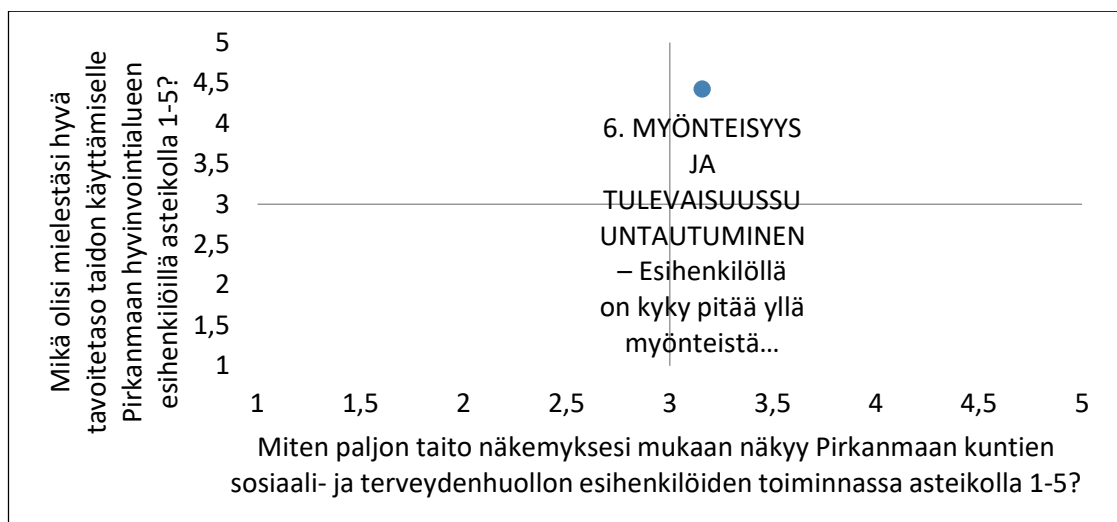 Mikä olisi mielestäsi hyvä
tavoitetaso taidon käyttämiselle
Pirkanmaan hyvinvointialueen
esihenkilöillä asteikolla 1-5?
5
4,5
4
3,5
3
2,5
2
1,5
1
6. MYÖNTEISYYS
JA
TULEVAISUUSSU
UNTAUTUMINEN
– Esihenkilöllä
on kyky pitää yllä
myönteistä...
1 1,5 2 2,5 3 3,5 4 4,5 5
Miten paljon taito näkemyksesi mukaan näkyy Pirkanmaan kuntien
sosiaali- ja terveydenhuollon esihenkilöiden toiminnassa asteikolla 1-5?